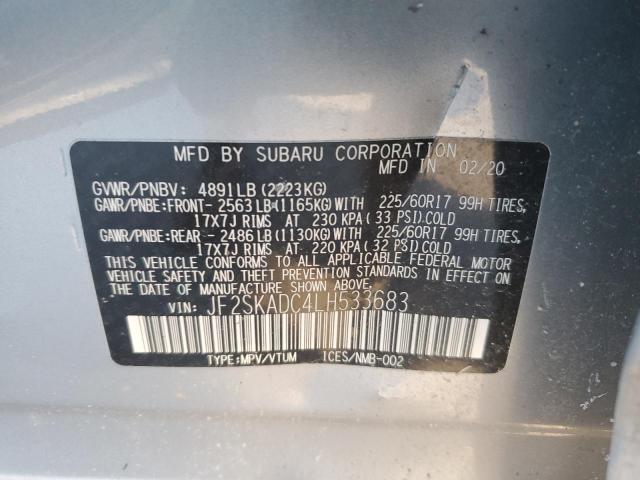 MFD BY SUBARU CORPORATION
MFD IN 02/20
GVWR/PNBV: 4891LB(2223KG)
GAWR/PNBE:FRONT- 2563LB(1165KG)WITH 225/60R17 99H TIRES,
17X7J RIMS AT 230 KPA(33 PSI)COLD
GAWR/PNBE:REAR - 2486LB(1130KG)WITH 225/60R17 99H TIRES,
17X7J RIMS AT 220 KPA(32 PSI)COLD
THIS VEHICLE CONFORMS TO ALL APPLICABLE FEDERAL MOTOR
VEHICLE SAFETY AND THEFT PREVENTION STANDARDS IN EFFECT
ON THE DATE OF MANUFACTURE SHOWN ABOVE.
VIN: JF2SKADC4LH533683
TYPE:MPV/VTUM ICES/NMB-002